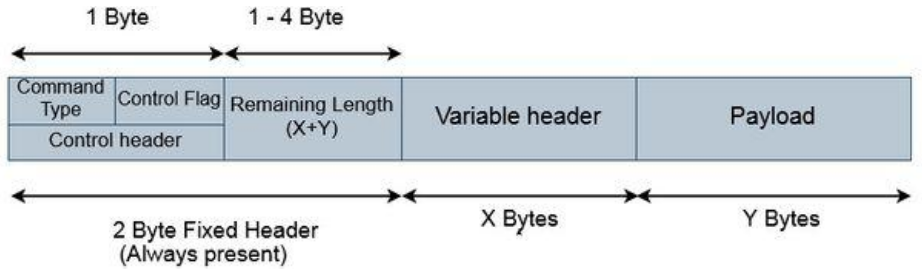 1 Byte
1 - 4 Byte
Command
Type
Control Flag
Control header
Remaining Length
(X+Y)
Variable header
Payload
2 Byte Fixed Header
(Always present)
X Bytes
Y Bytes